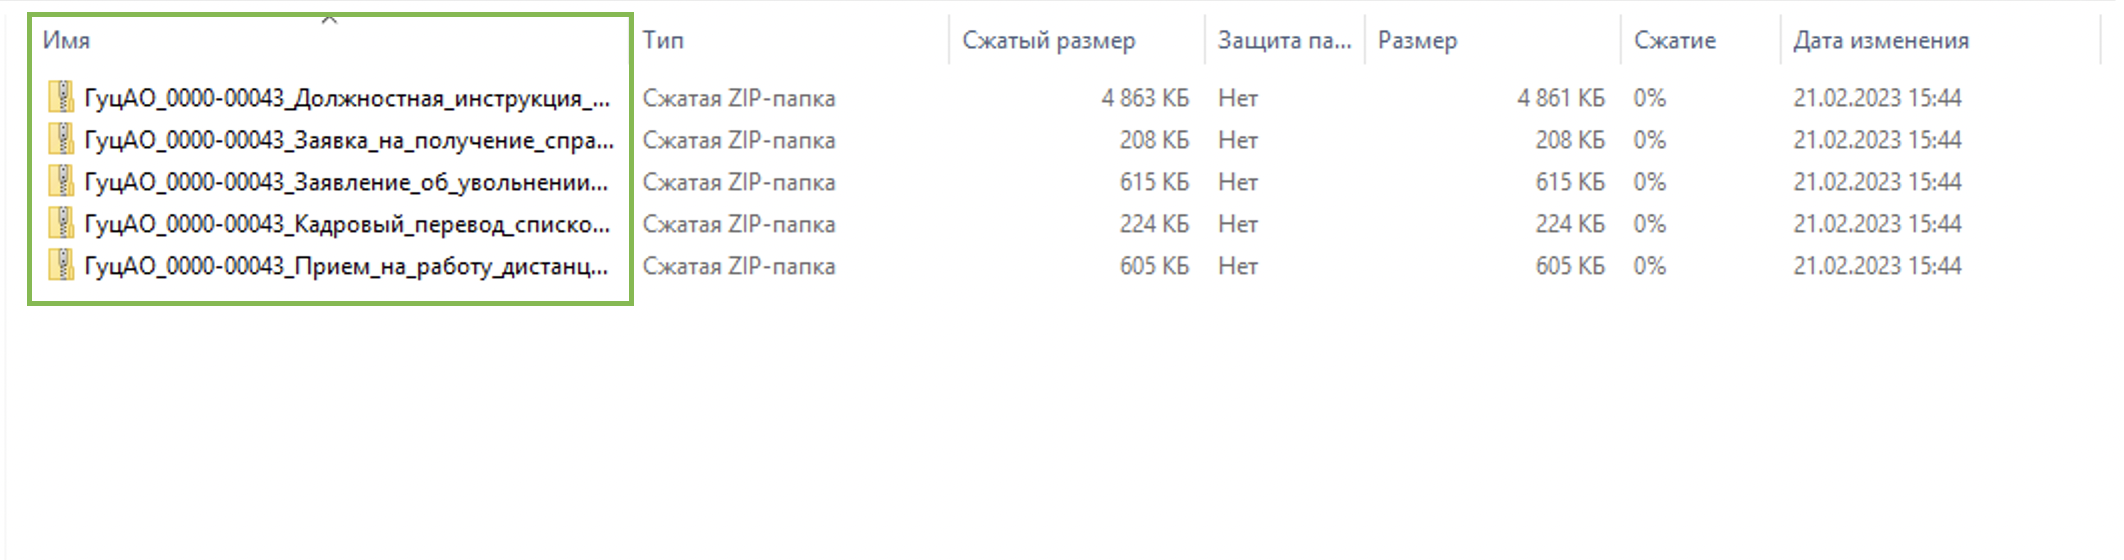 Имя Тип Сжатый размер Защита па... Размер Сжатие Дата изменения
ГуцАО_0000-00043_Должностная_инструкция_... Сжатая ZIP-папка 4 863 КБ Нет 4 861 КБ 0% 21.02.2023 15:44
ГуцАО_0000-00043_Заявка_на_получение_спра... Сжатая ZIP-папка 208 КБ Нет 208 КБ 0% 21.02.2023 15:44
ГуцАО_0000-00043_Заявление_об_увольнении... Сжатая ZIP-папка 615 КБ Нет 615 КБ 0% 21.02.2023 15:44
ГуцАО_0000-00043_Кадровый_перевод_списко... Сжатая ZIP-папка 224 КБ Нет 224 КБ 0% 21.02.2023 15:44
ГуцАО_0000-00043_Прием_на_работу_дистанц... Сжатая ZIP-папка 605 КБ Нет 605 КБ 0% 21.02.2023 15:44